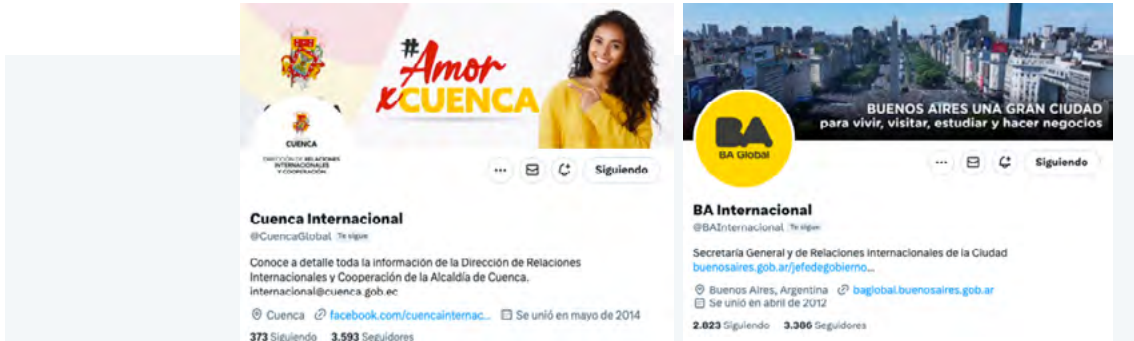 #Amor
xCUENCA
CUENCA
DIRECCIÓN DE RELACIONES
INTERNACIONALES
Y COOPERACIÓN
Siguiendo
Cuenca Internacional
@CuencaGlobal Te sigue
Conoce a detalle toda la información de la Dirección de Relaciones
Internacionales y Cooperación de la Alcaldía de Cuenca.
internacional@cuenca.gob.ec
Cuenca facebook.com/cuencainternac... Se unió en mayo de 2014
373 Siguiendo 3.593 Seguidores
BUENOS AIRES UNA GRAN CIUDAD
para vivir, visitar, estudiar y hacer negocios
BA
BA Global
Siguiendo
BA Internacional
@BAInternacional Te sigue
Secretaría General y de Relaciones Internacionales de la Ciudad
buenosaires.gob.ar/jefedegobierno...
Buenos Aires, Argentina baglobal.buenosaires.gob.ar
Se unió en abril de 2012
2.023 Siguiendo 3.386 Seguidores